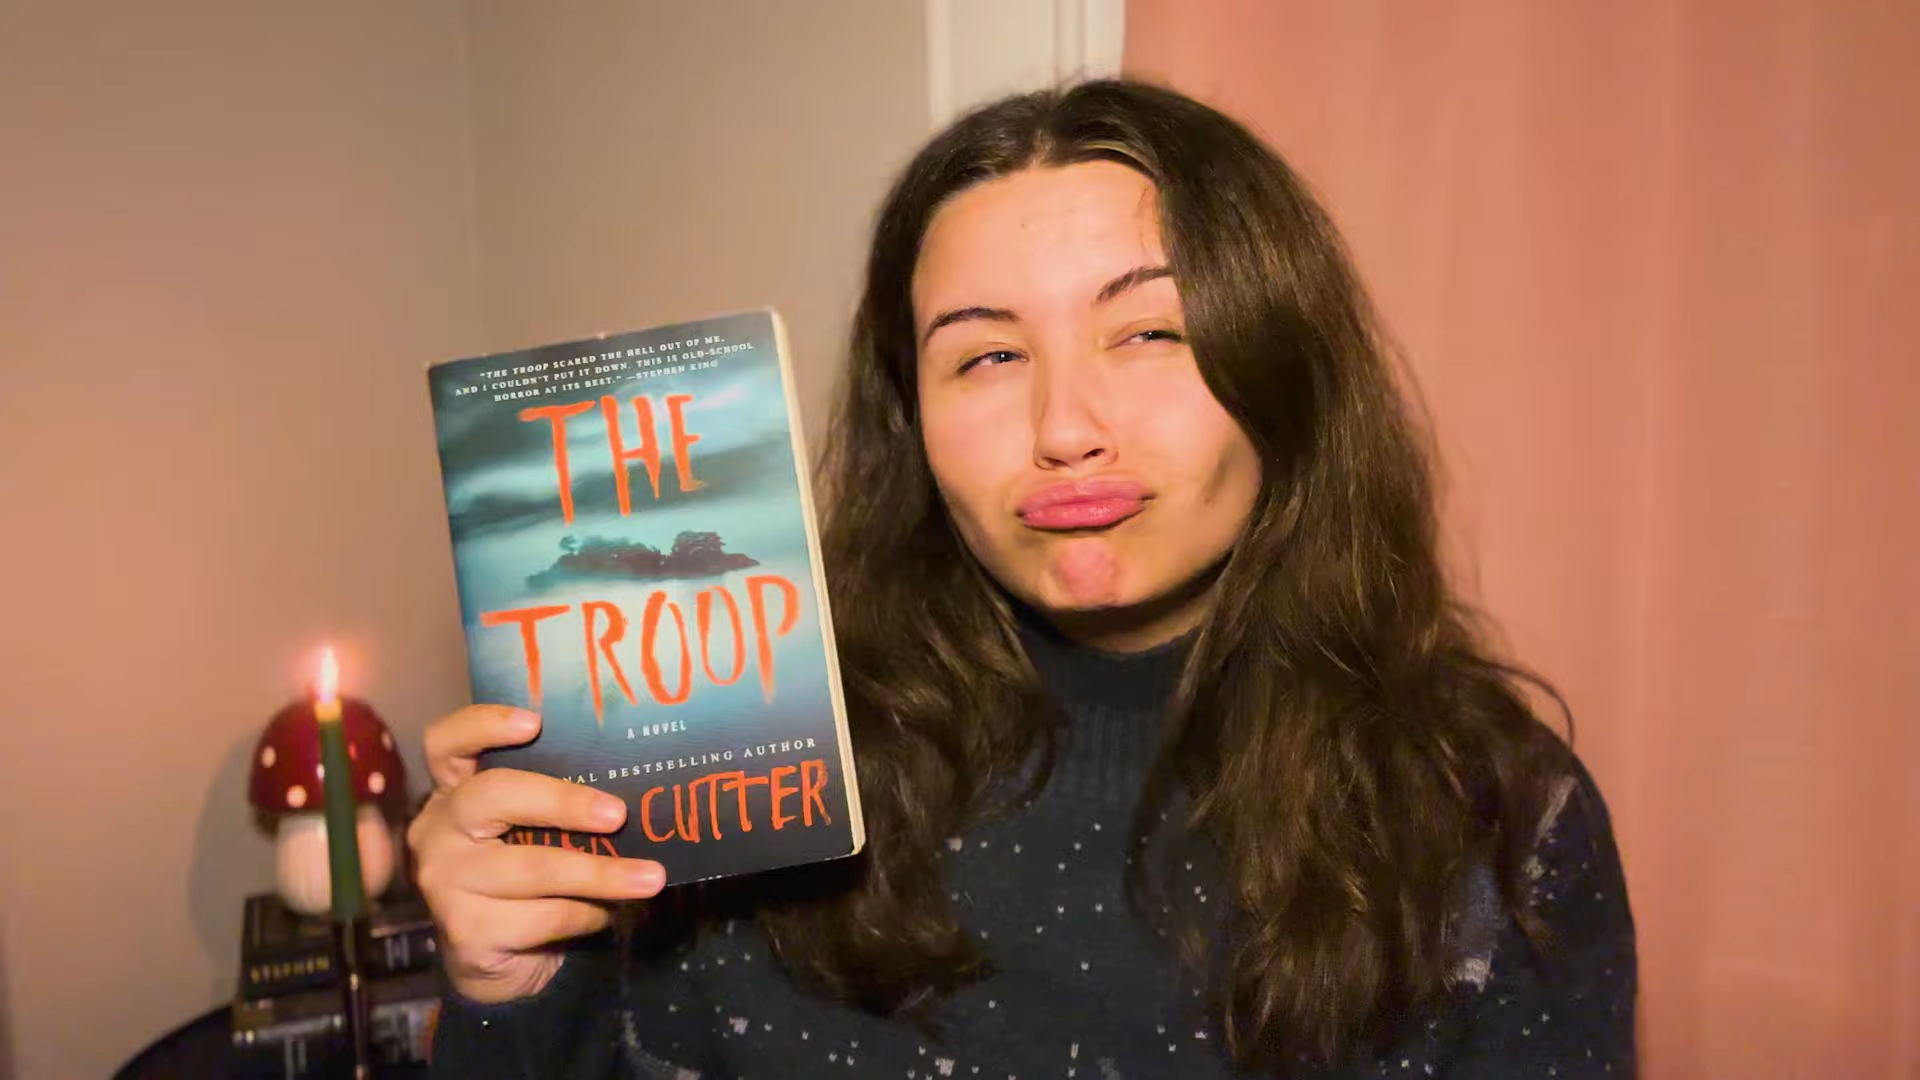 "THE TROOP SCARED THE HELL OUT OF ME,
AND I COULDN'T PUT IT DOWN. THIS IS OLD-SCHOOL
HORROR AT ITS BEST." —STEPHEN KING
THE
TROOP
A NOVEL
NAL BESTSELLING AUTHOR
CUTTER
STEPHEN